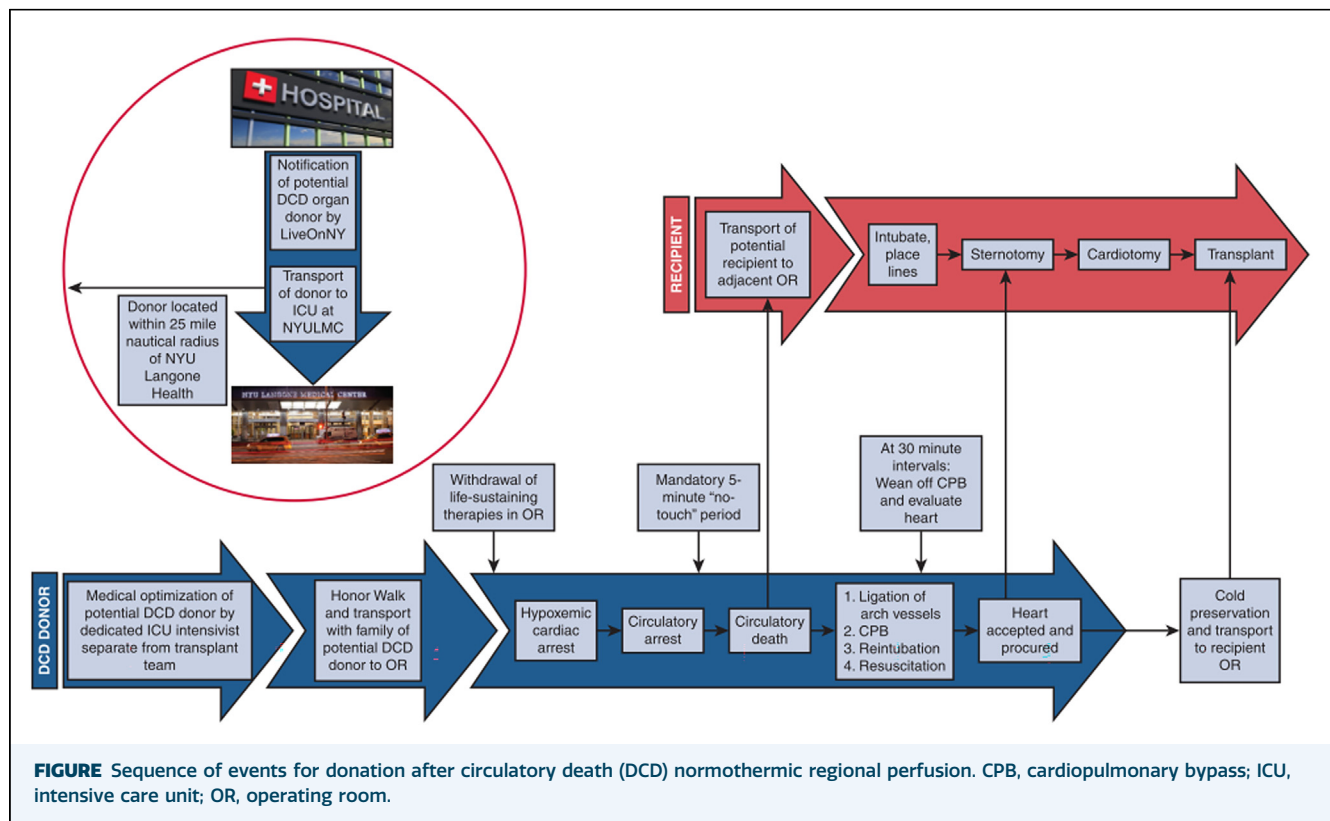 HOSPITAL
Notification
of potential
DCD organ
donor by
LiveOnNY
Transport
of donor to
ICU at
NYULMC
Donor located
within 25 mile
nautical radius
of NYU
Langone
Health
NYU LANGONE MEDICAL CENTER
RECIPIENT
Transport of
potential
recipient to
adjacent OR
Intubate,
place
lines
Sternotomy
Cardiotomy
Transplant
Withdrawal of
life-sustaining
therapies in OR
Mandatory 5-
minute “no-
touch” period
At 30 minute
intervals:
Wean off CPB
and evaluate
heart
DCD DONOR
Medical optimization of
potential DCD donor by
dedicated ICU intensivist
separate from transplant
team
Honor Walk
and transport
with family of
potential DCD
donor to OR
Hypoxemic
cardiac
arrest
Circulatory
arrest
Circulatory
death
1. Ligation of
arch vessels
2. CPB
3. Reintubation
4. Resuscitation
Heart
accepted and
procured
Cold
preservation
and transport
to recipient
OR
FIGURE Sequence of events for donation after circulatory death (DCD) normothermic regional perfusion. CPB, cardiopulmonary bypass; ICU,
intensive care unit; OR, operating room.